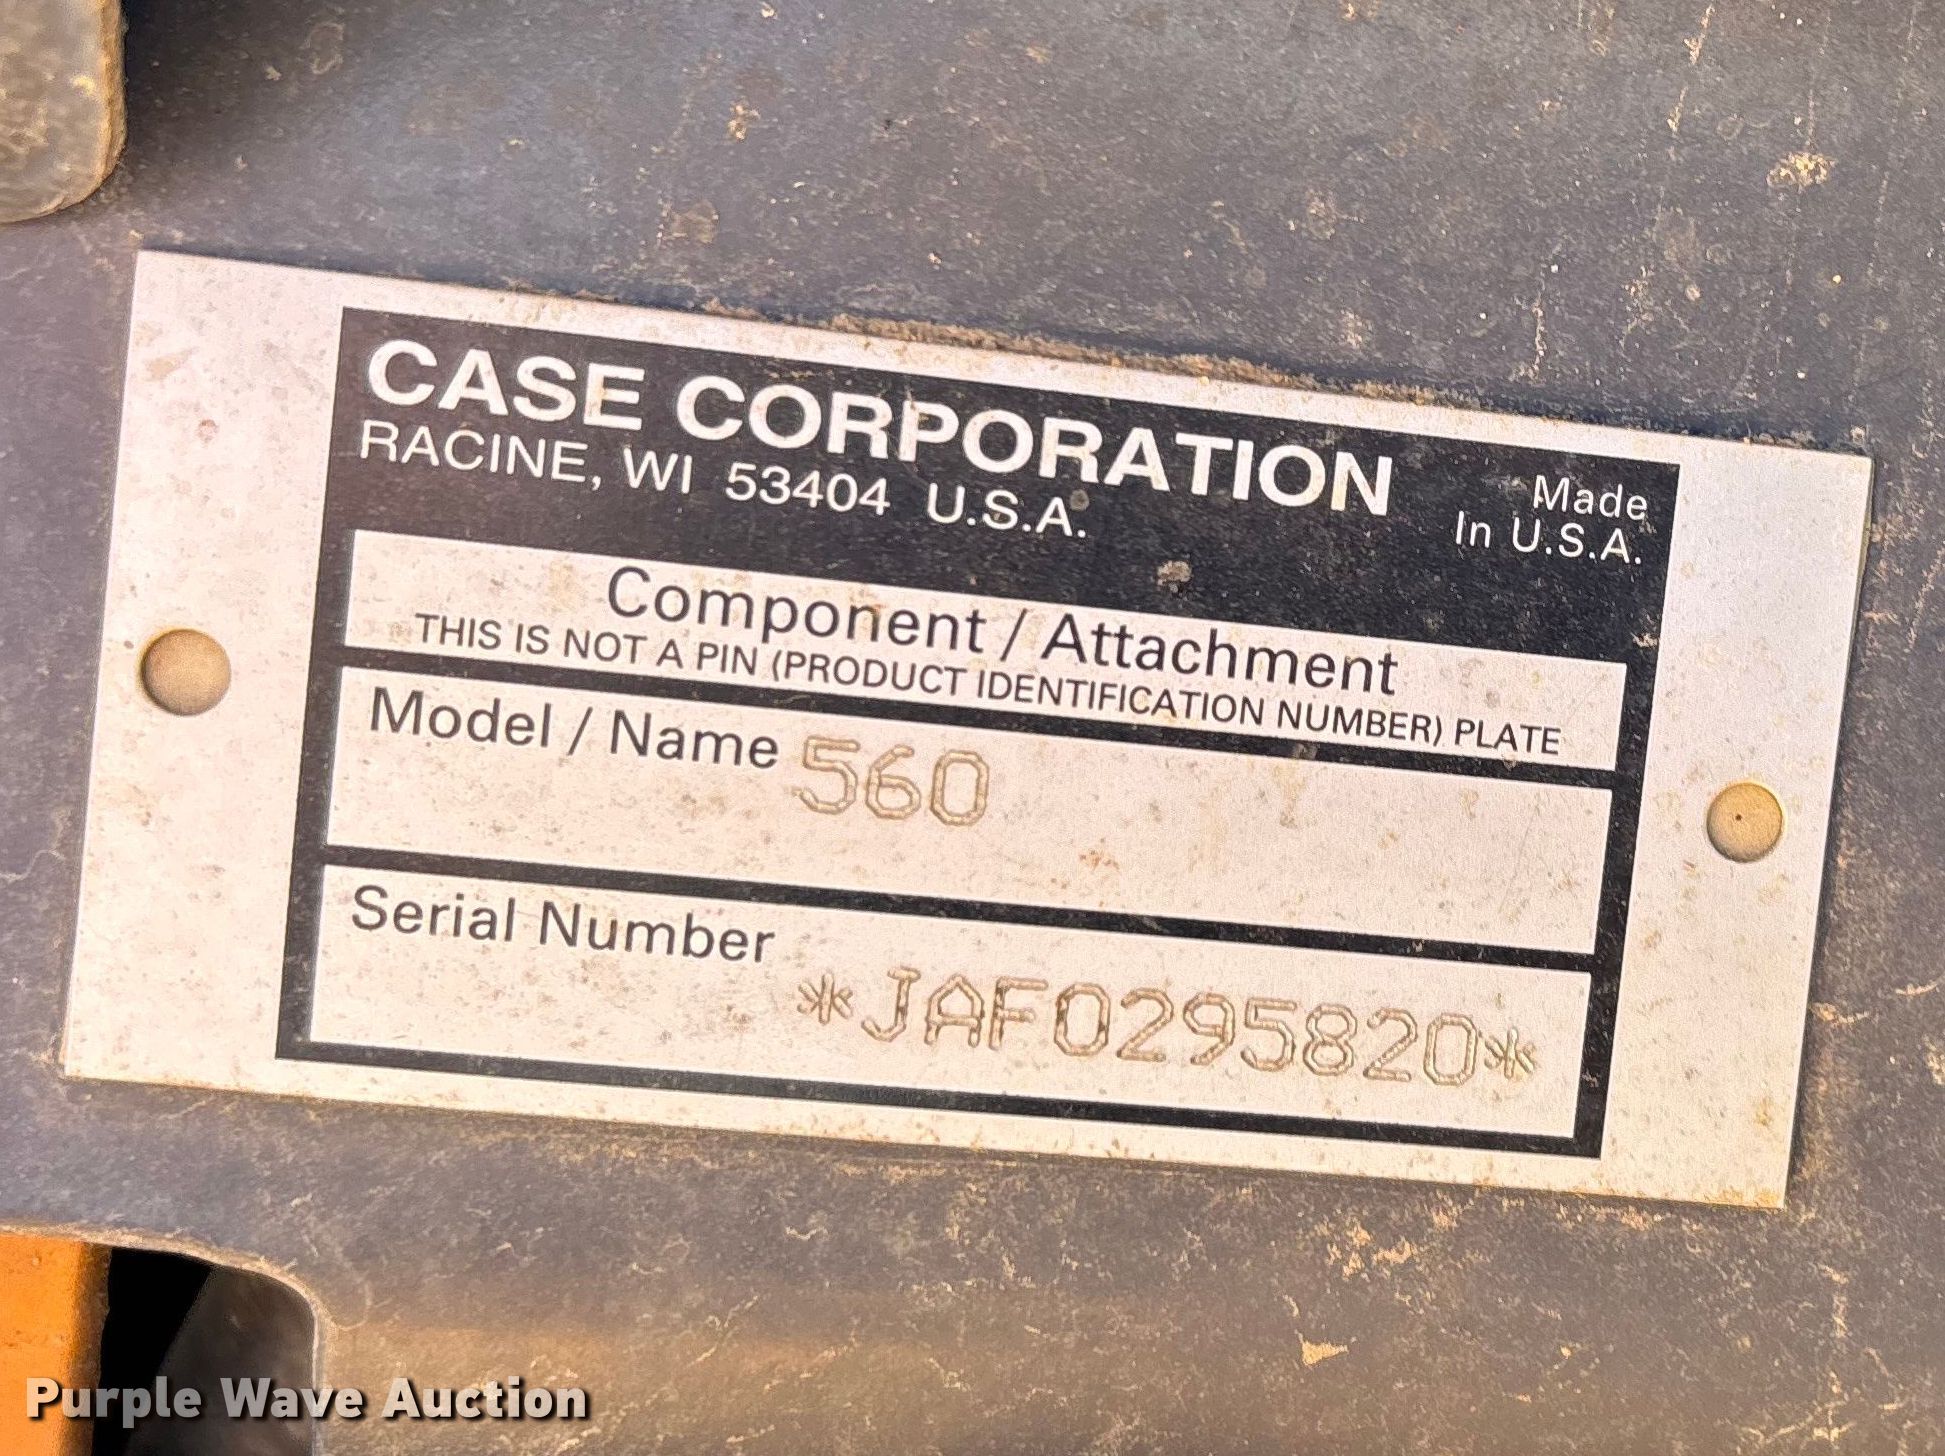 CASE CORPORATION
RACINE, WI 53404 U.S.A.
Made
In U.S.A.
Component / Attachment
THIS IS NOT A PIN (PRODUCT IDENTIFICATION NUMBER) PLATE
Model / Name 560
Serial Number
*JAF0295820*
Purple Wave Auction